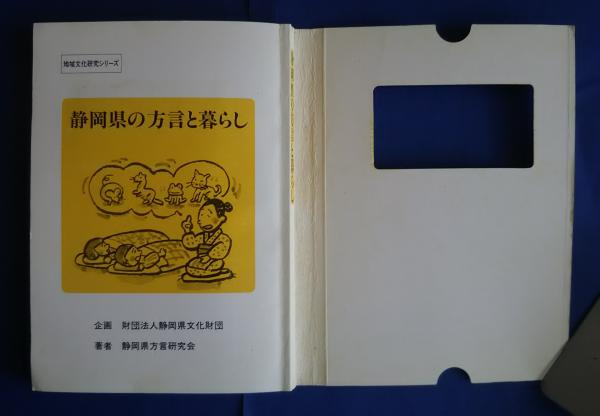 地域文化研究シリーズ
静岡県の方言と暮らし
企画 財団法人静岡県文化財団
著者 静岡県方言研究会